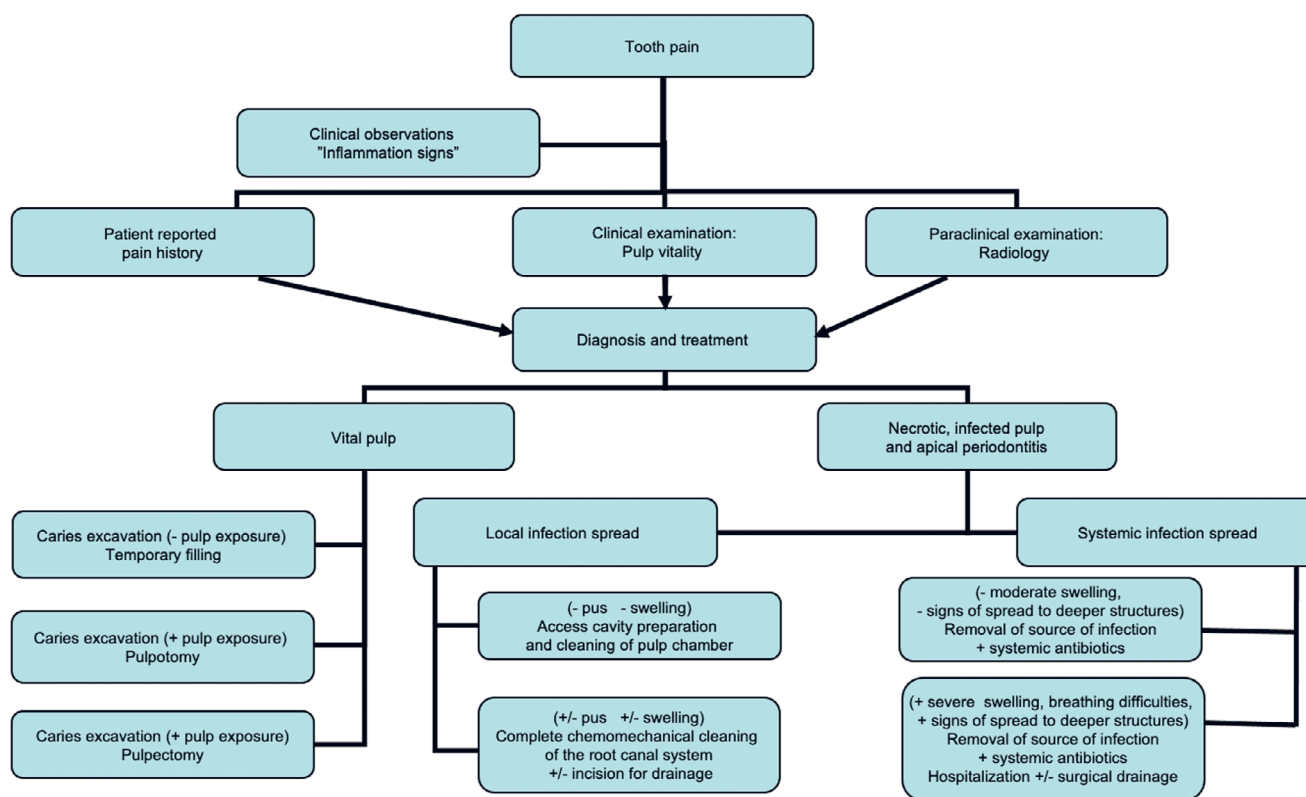 Tooth pain
Clinical observations
"Inflammation signs"
Patient reported
pain history
Clinical examination:
Pulp vitality
Paraclinical examination:
Radiology
Diagnosis and treatment
Vital pulp
Necrotic, infected pulp
and apical periodontitis
Caries excavation (- pulp exposure)
Temporary filling
Caries excavation (+ pulp exposure)
Pulpotomy
Caries excavation (+ pulp exposure)
Pulpectomy
Local infection spread
(- pus - swelling)
Access cavity preparation
and cleaning of pulp chamber
(+/- pus +/- swelling)
Complete chemomechanical cleaning
of the root canal system
+/- incision for drainage
Systemic infection spread
(- moderate swelling,
- signs of spread to deeper structures)
Removal of source of infection
+ systemic antibiotics
(+ severe swelling, breathing difficulties,
+ signs of spread to deeper structures)
Removal of source of infection
+ systemic antibiotics
Hospitalization +/- surgical drainage